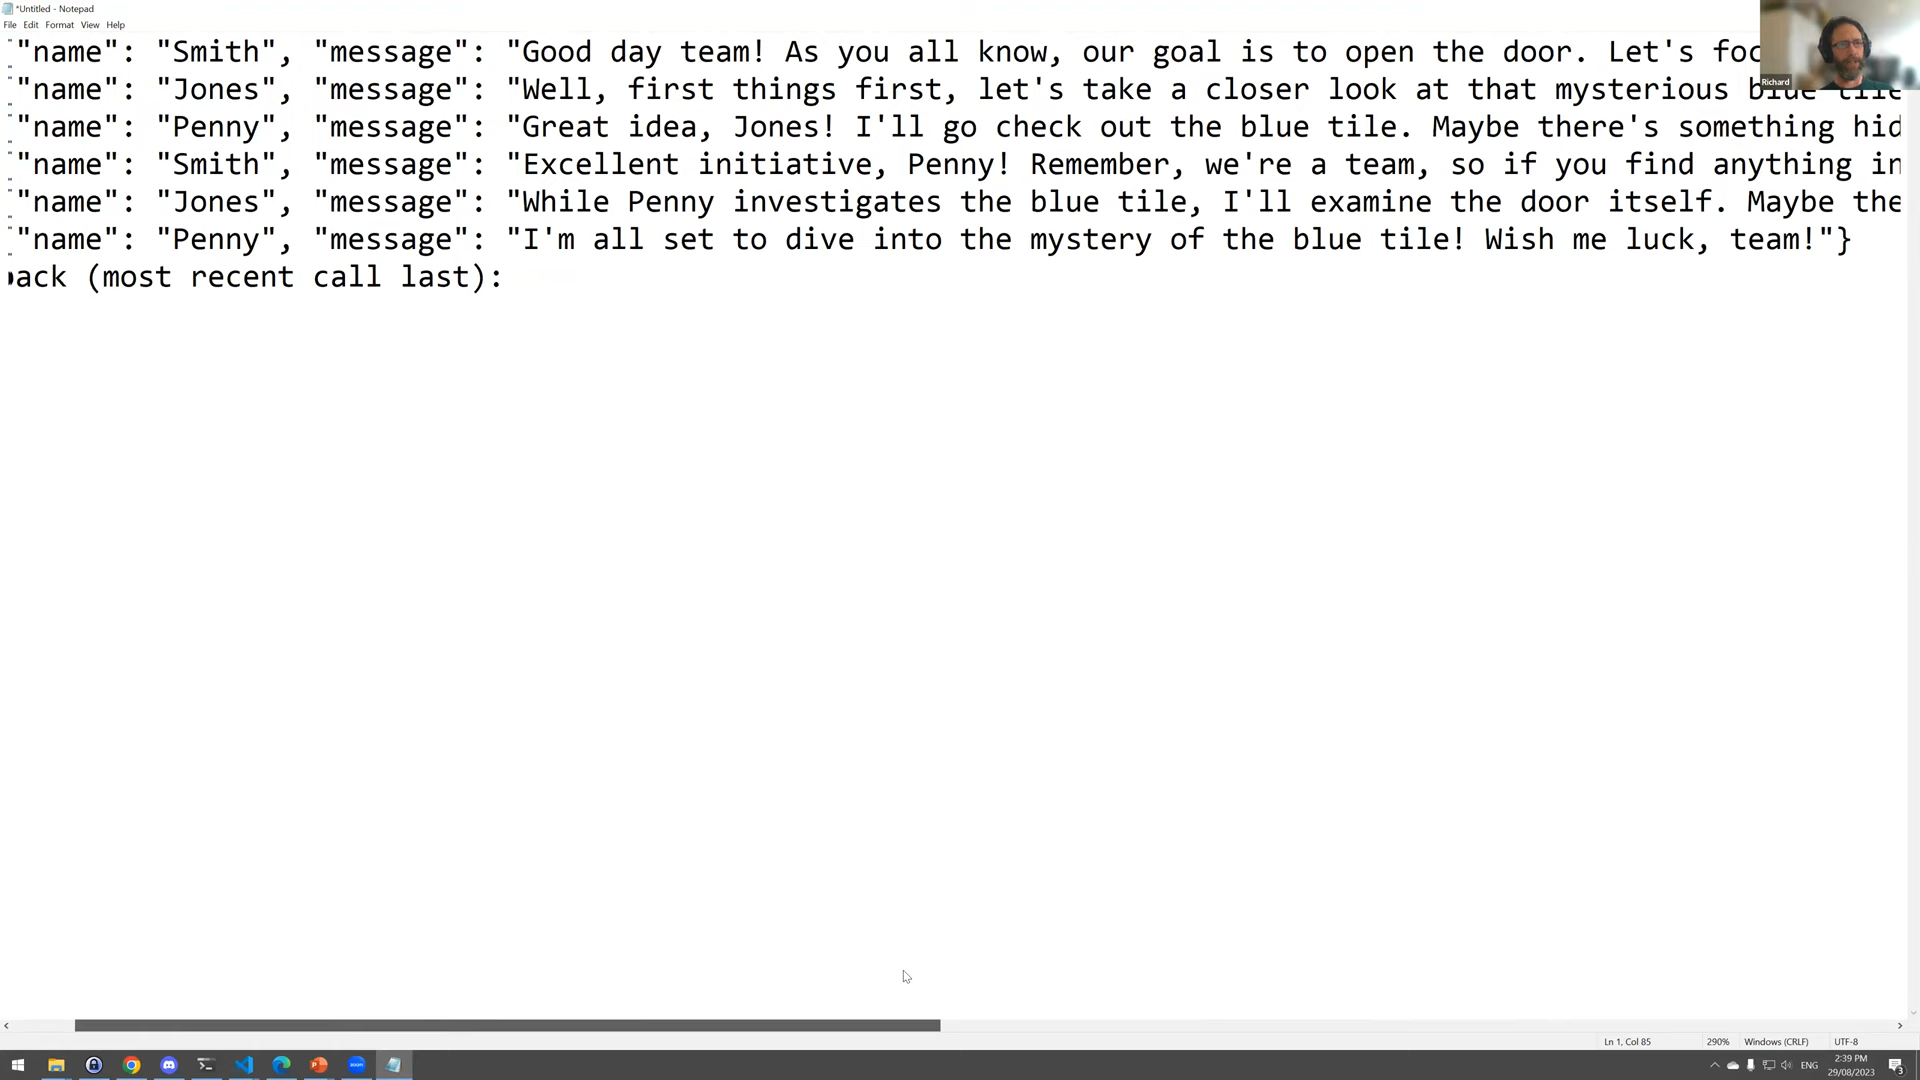 *Untitled - Notepad
File Edit Format View Help
"name": "Smith", "message": "Good day team! As you all know, our goal is to open the door. Let's foc
"name": "Jones", "message": "Well, first things first, let's take a closer look at that mysterious blue tile
"name": "Penny", "message": "Great idea, Jones! I'll go check out the blue tile. Maybe there's something hid
"name": "Smith", "message": "Excellent initiative, Penny! Remember, we're a team, so if you find anything in
"name": "Jones", "message": "While Penny investigates the blue tile, I'll examine the door itself. Maybe the
"name": "Penny", "message": "I'm all set to dive into the mystery of the blue tile! Wish me luck, team!"}
back (most recent call last):
Richard
Ln 1, Col 85 290% Windows (CRLF) UTF-8
zoom
ENG
2:39 PM
29/08/2023
3